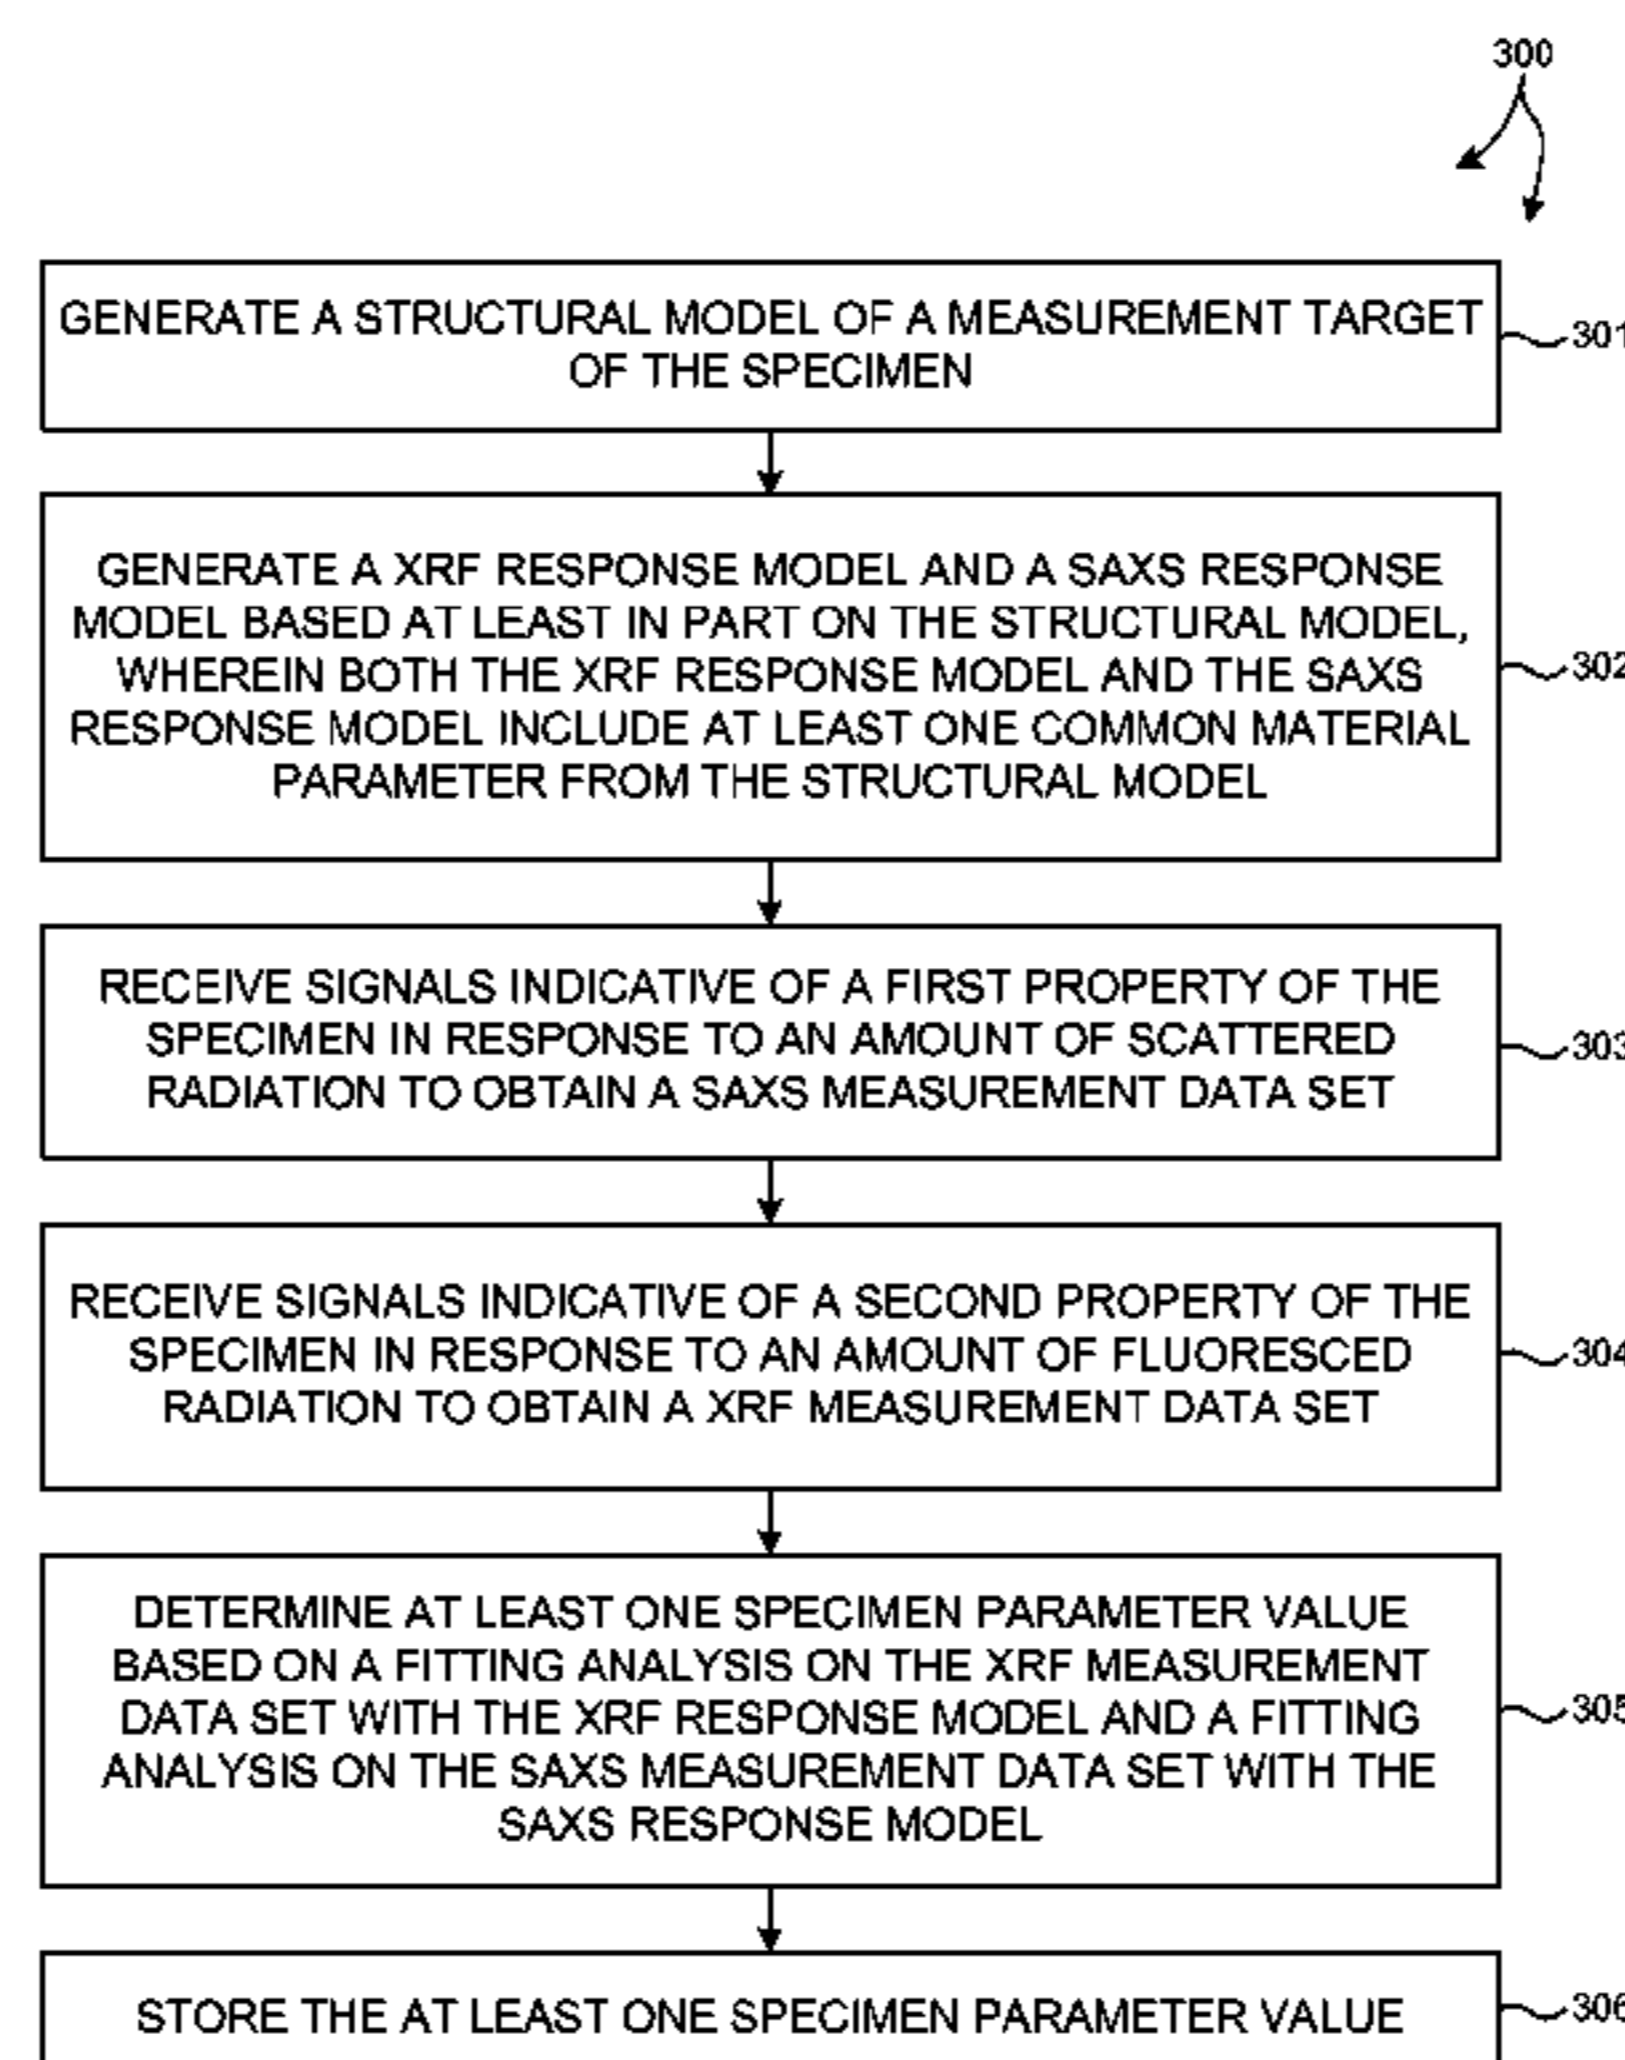 300
GENERATE A STRUCTURAL MODEL OF A MEASUREMENT TARGET
OF THE SPECIMEN
301
GENERATE A XRF RESPONSE MODEL AND A SAXS RESPONSE
MODEL BASED AT LEAST IN PART ON THE STRUCTURAL MODEL,
WHEREIN BOTH THE XRF RESPONSE MODEL AND THE SAXS
RESPONSE MODEL INCLUDE AT LEAST ONE COMMON MATERIAL
PARAMETER FROM THE STRUCTURAL MODEL
302
RECEIVE SIGNALS INDICATIVE OF A FIRST PROPERTY OF THE
SPECIMEN IN RESPONSE TO AN AMOUNT OF SCATTERED
RADIATION TO OBTAIN A SAXS MEASUREMENT DATA SET
303
RECEIVE SIGNALS INDICATIVE OF A SECOND PROPERTY OF THE
SPECIMEN IN RESPONSE TO AN AMOUNT OF FLUORESCED
RADIATION TO OBTAIN A XRF MEASUREMENT DATA SET
304
DETERMINE AT LEAST ONE SPECIMEN PARAMETER VALUE
BASED ON A FITTING ANALYSIS ON THE XRF MEASUREMENT
DATA SET WITH THE XRF RESPONSE MODEL AND A FITTING
ANALYSIS ON THE SAXS MEASUREMENT DATA SET WITH THE
SAXS RESPONSE MODEL
305
STORE THE AT LEAST ONE SPECIMEN PARAMETER VALUE
306